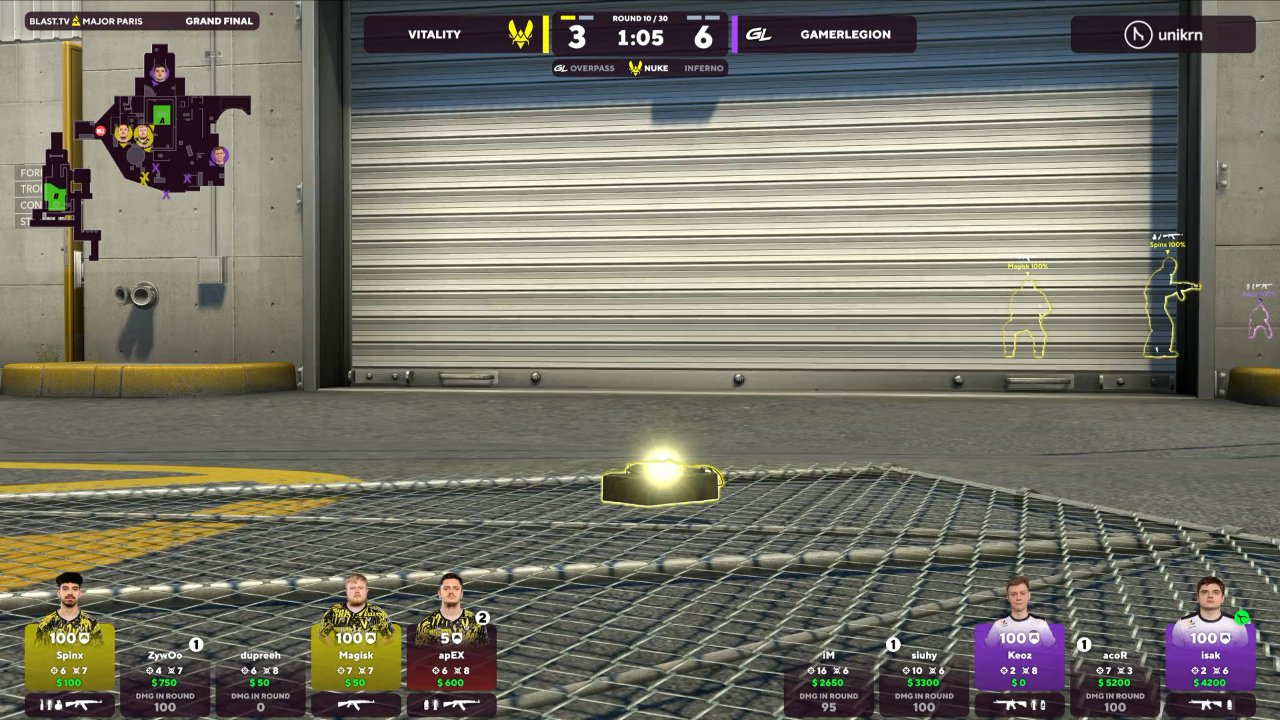 BLAST.TV MAJOR PARIS GRAND FINAL
VITALITY 3 ROUND 10 / 30 1:05 6 GL GAMERLEGION
unikrn
GL OVERPASS NUKE INFERNO
A
B
Spinx 100%
Magisk 100%
100 Spinx 6 7 $100
1 ZywOo 4 7 $750 DMG IN ROUND 100
dupreeh 6 8 $50 DMG IN ROUND 0
100 Magisk 7 7 $50
2 5 apEX 6 8 $600
iM 16 6 $2650 DMG IN ROUND 95
1 siuhy 10 6 $3300 DMG IN ROUND 100
100 Keoz 2 8 $0
1 acoR 7 3 $5200 DMG IN ROUND 100
100 isak 2 6 $4200